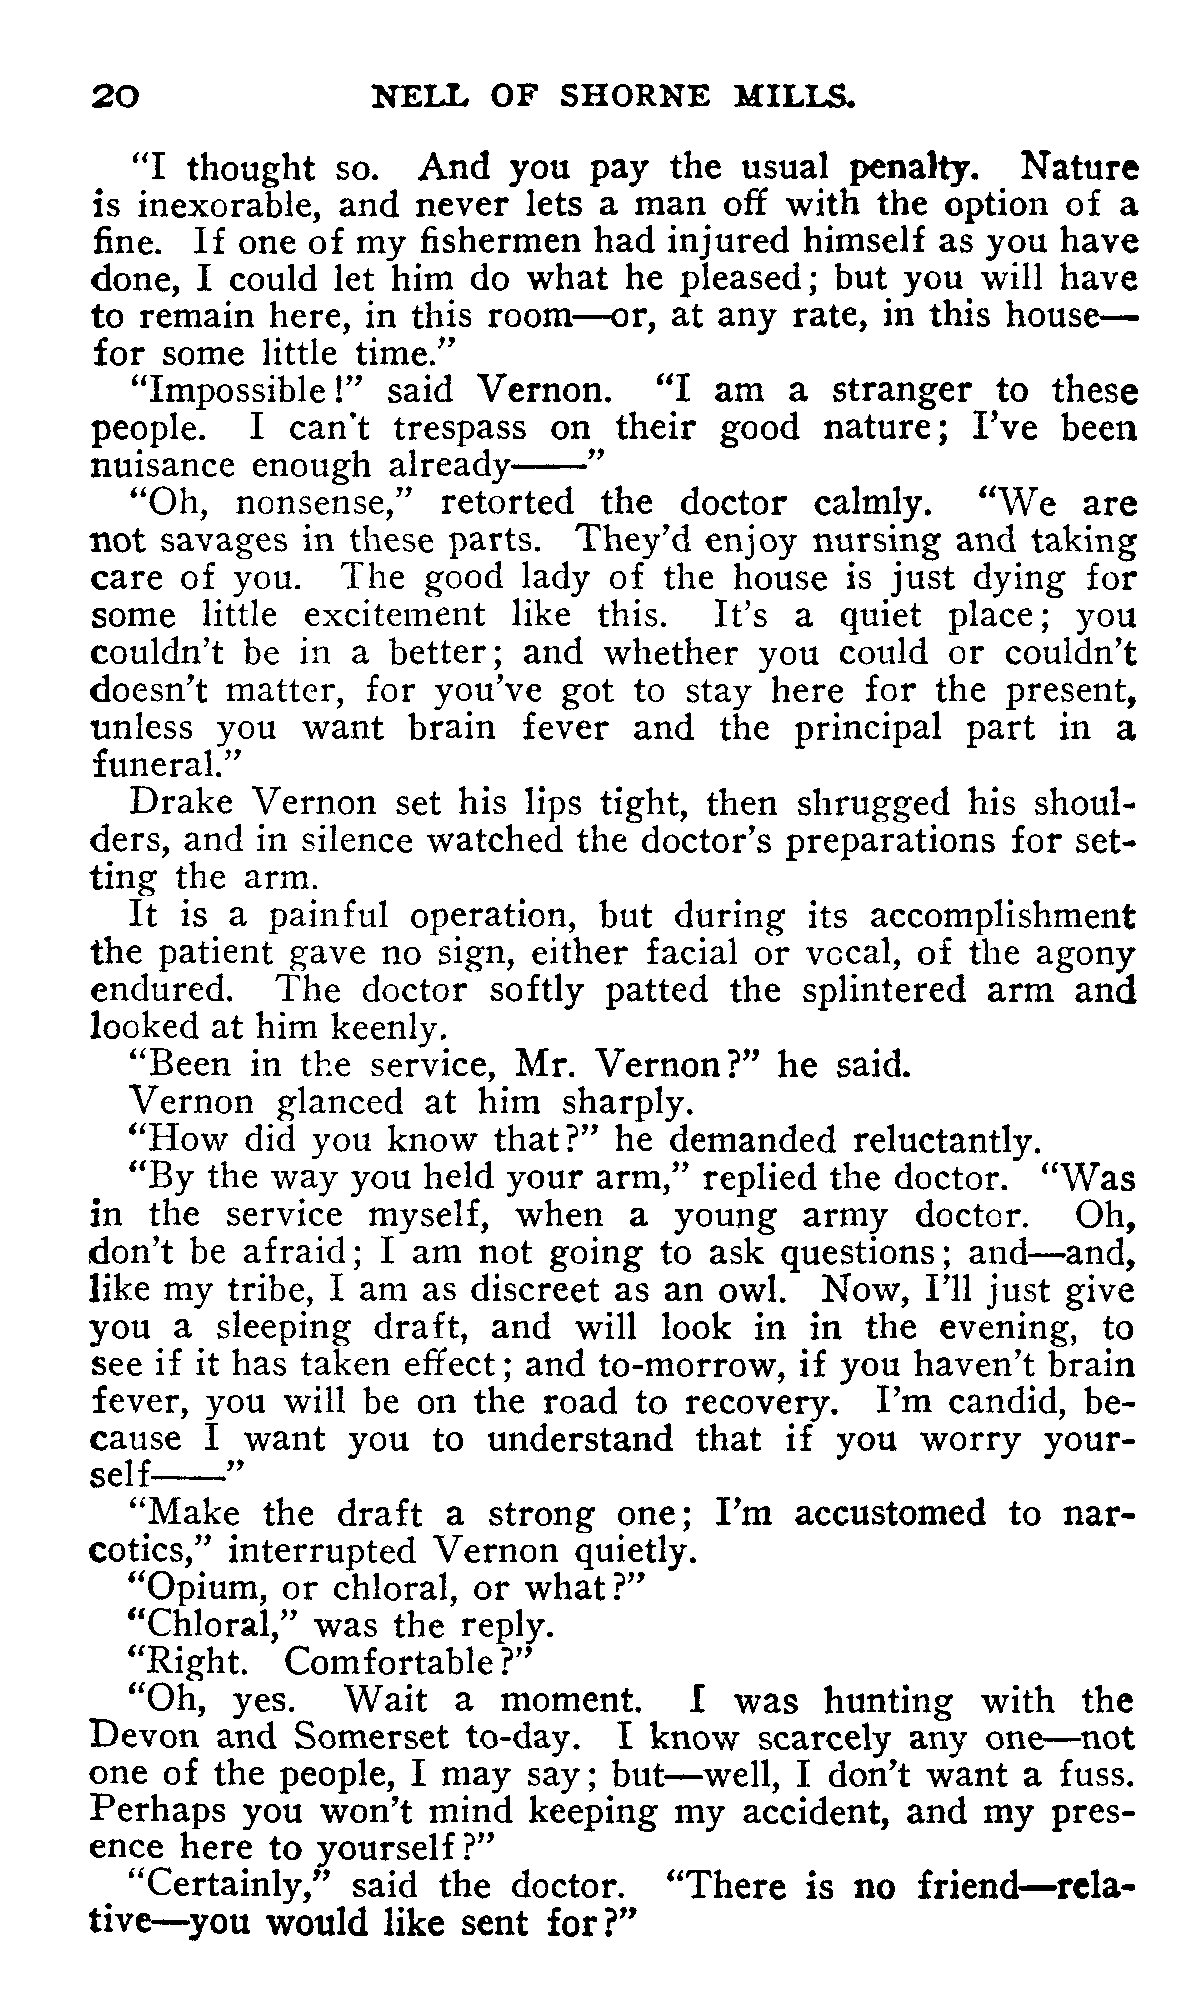 20 NELL OF SHORNE MILLS.
"I thought so. And you pay the usual penalty. Nature
is inexorable, and never lets a man off with the option of a
fine. If one of my fishermen had injured himself as you have
done, I could let him do what he pleased; but you will have
to remain here, in this room—or, at any rate, in this house—
for some little time."
"Impossible!" said Vernon. "I am a stranger to these
people. I can't trespass on their good nature; I've been
nuisance enough already——"
"Oh, nonsense," retorted the doctor calmly. "We are
not savages in these parts. They'd enjoy nursing and taking
care of you. The good lady of the house is just dying for
some little excitement like this. It's a quiet place; you
couldn't be in a better; and whether you could or couldn't
doesn't matter, for you've got to stay here for the present,
unless you want brain fever and the principal part in a
funeral."
Drake Vernon set his lips tight, then shrugged his shoul-
ders, and in silence watched the doctor's preparations for set-
ting the arm.
It is a painful operation, but during its accomplishment
the patient gave no sign, either facial or vocal, of the agony
endured. The doctor softly patted the splintered arm and
looked at him keenly.
"Been in the service, Mr. Vernon?" he said.
Vernon glanced at him sharply.
"How did you know that?" he demanded reluctantly.
"By the way you held your arm," replied the doctor. "Was
in the service myself, when a young army doctor. Oh,
don't be afraid; I am not going to ask questions; and—and,
like my tribe, I am as discreet as an owl. Now, I'll just give
you a sleeping draft, and will look in in the evening, to
see if it has taken effect; and to-morrow, if you haven't brain
fever, you will be on the road to recovery. I'm candid, be-
cause I want you to understand that if you worry your-
self——"
"Make the draft a strong one; I'm accustomed to nar-
cotics," interrupted Vernon quietly.
"Opium, or chloral, or what?"
"Chloral," was the reply.
"Right. Comfortable?"
"Oh, yes. Wait a moment. I was hunting with the
Devon and Somerset to-day. I know scarcely any one—not
one of the people, I may say; but—well, I don't want a fuss.
Perhaps you won't mind keeping my accident, and my pres-
ence here to yourself?"
"Certainly," said the doctor. "There is no friend—rela-
tive—you would like sent for?"